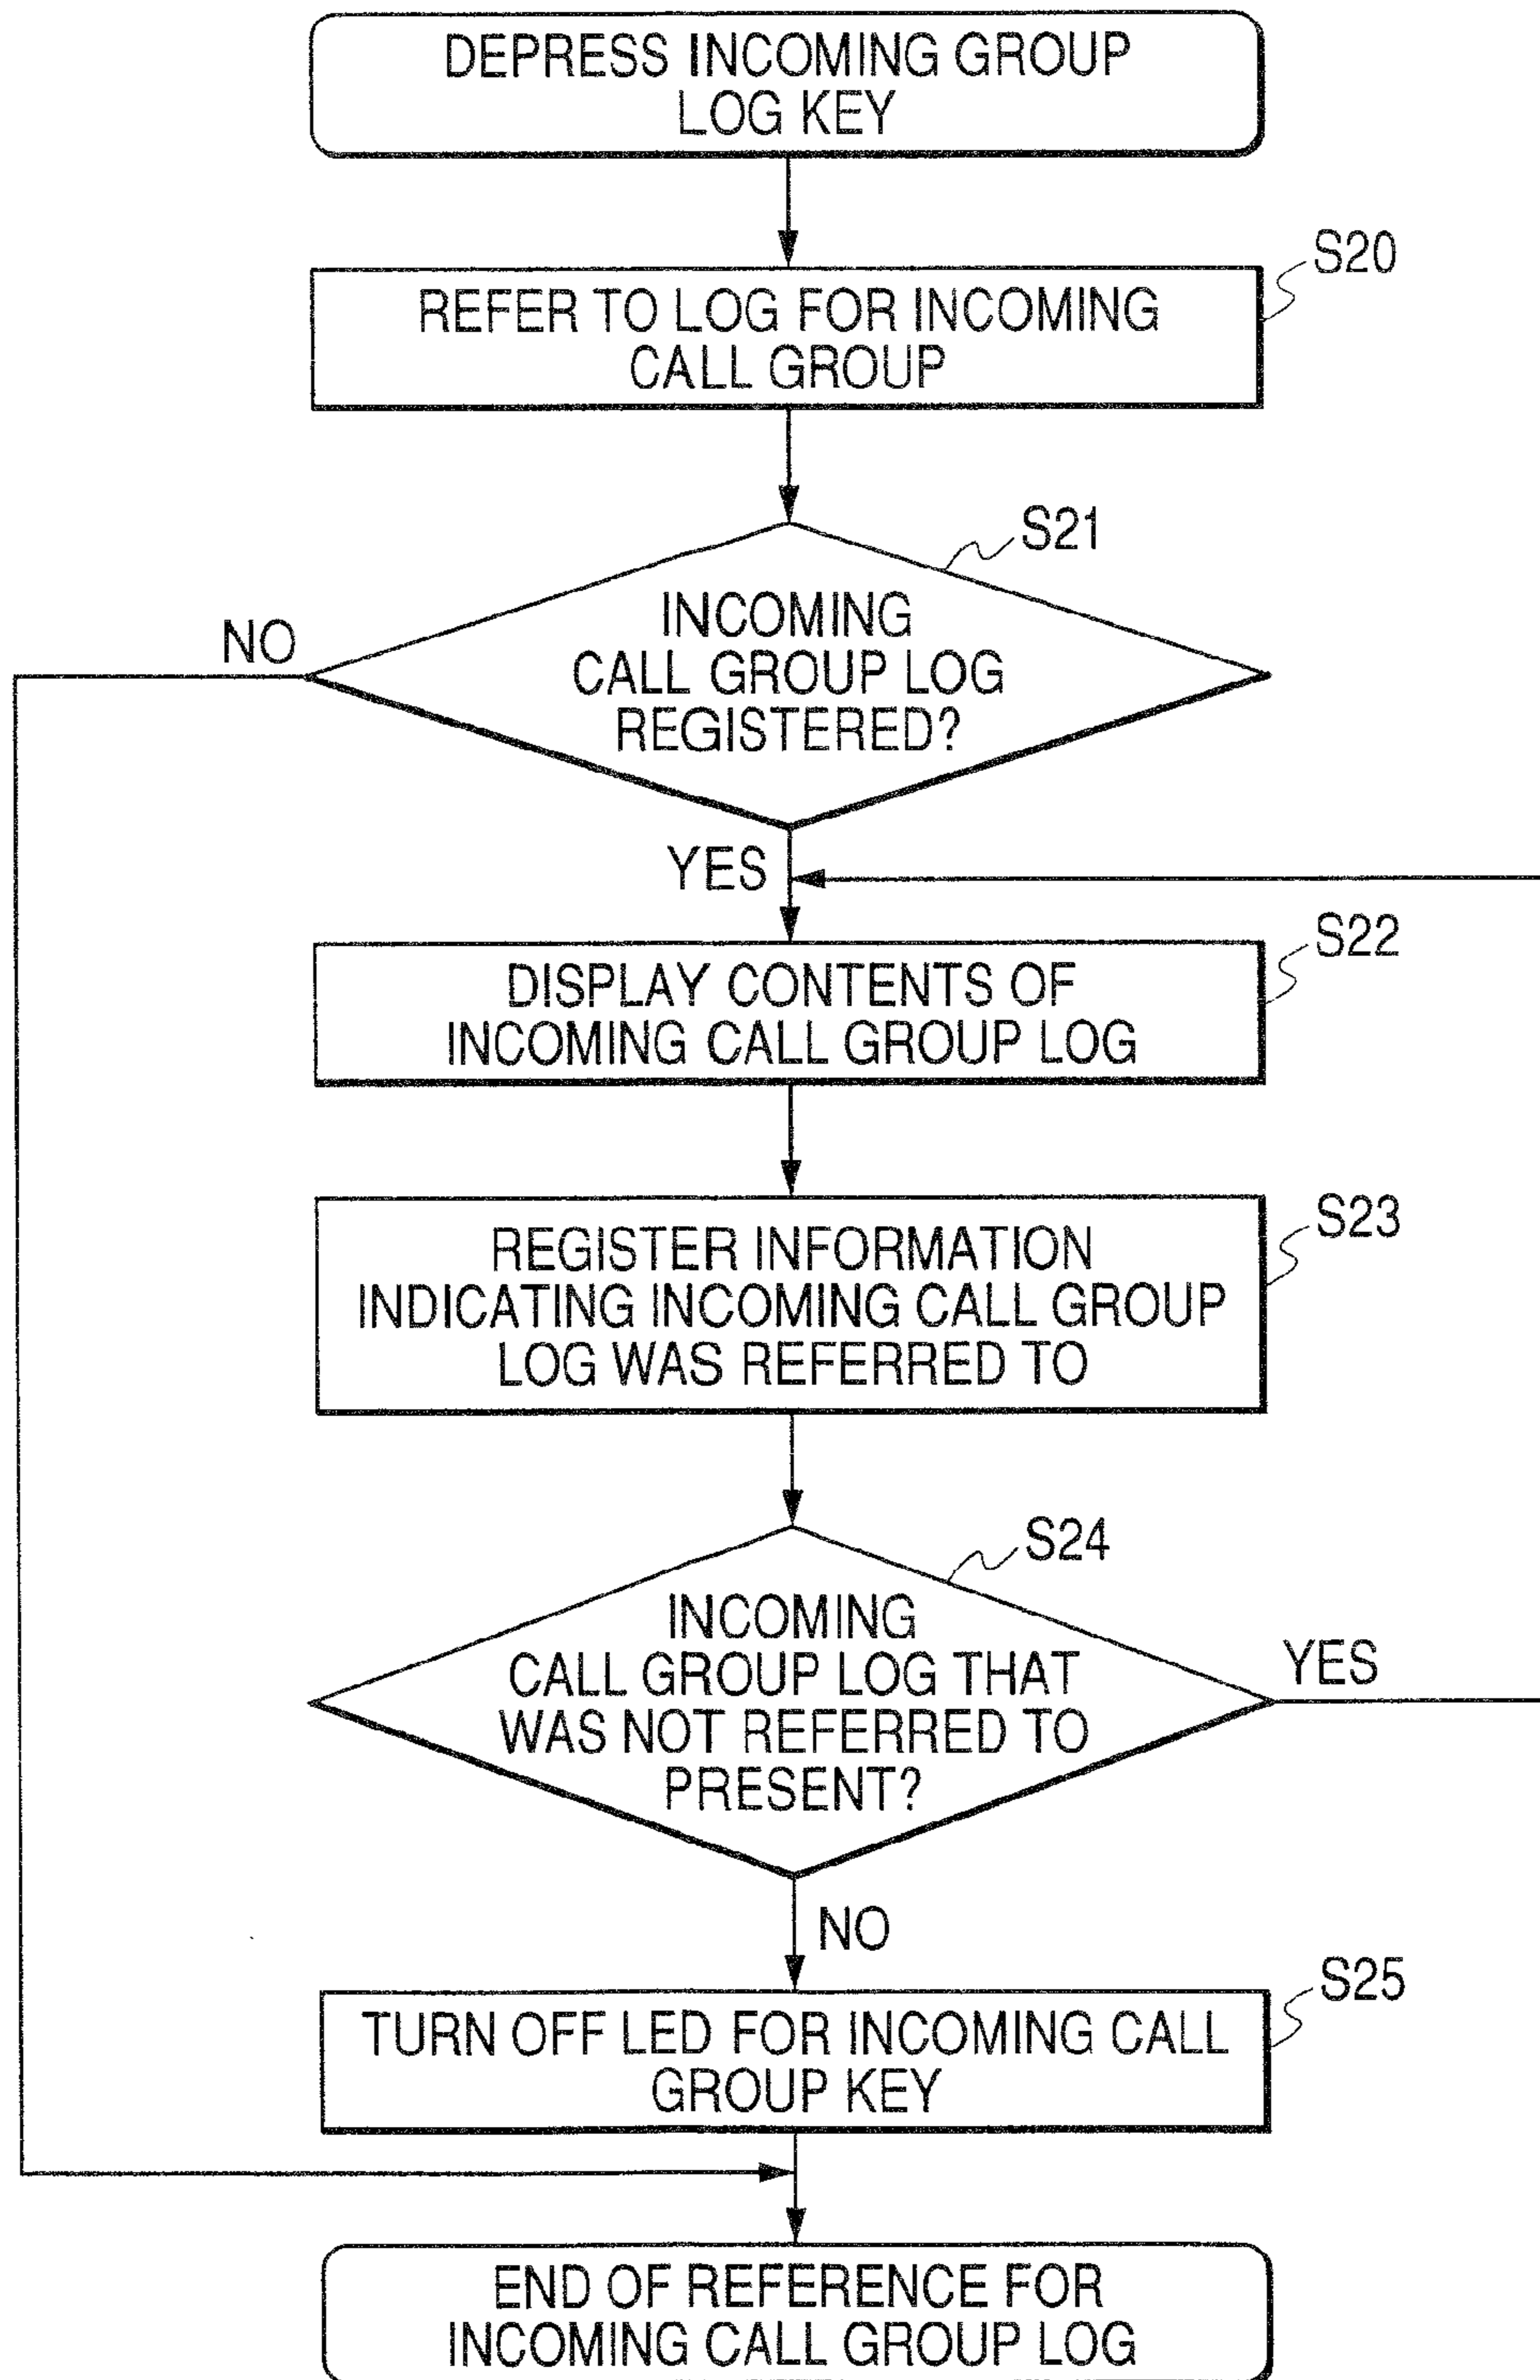 DEPRESS INCOMING GROUP
LOG KEY
S20
REFER TO LOG FOR INCOMING
CALL GROUP
S21
INCOMING
CALL GROUP LOG
REGISTERED?
NO
YES
S22
DISPLAY CONTENTS OF
INCOMING CALL GROUP LOG
S23
REGISTER INFORMATION
INDICATING INCOMING CALL GROUP
LOG WAS REFERRED TO
S24
INCOMING
CALL GROUP LOG THAT
WAS NOT REFERRED TO
PRESENT?
YES
NO
S25
TURN OFF LED FOR INCOMING CALL
GROUP KEY
END OF REFERENCE FOR
INCOMING CALL GROUP LOG